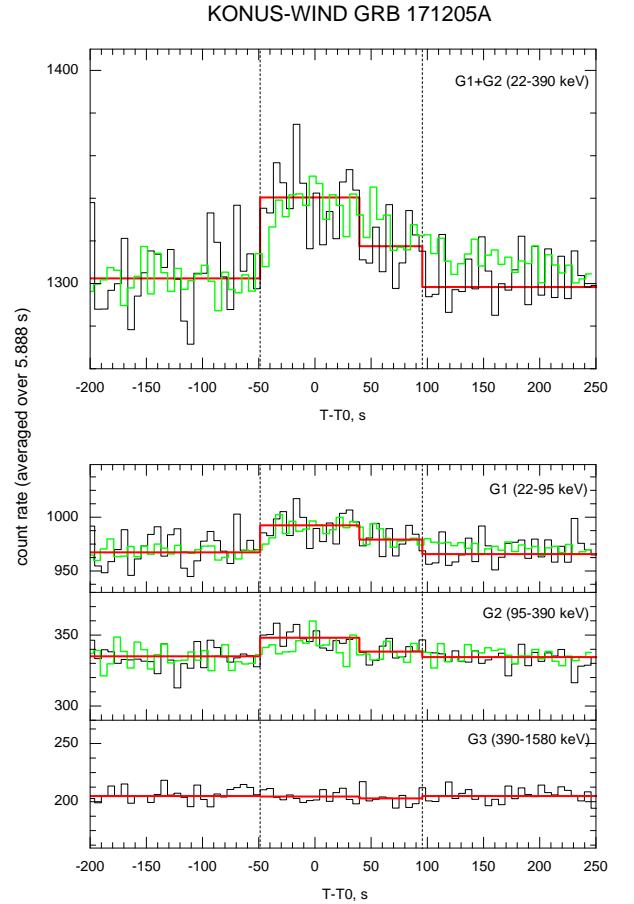 KONUS-WIND GRB 171205A
count rate (averaged over 5.888 s)
G1+G2 (22-390 keV)
1400
1300
-200 -150 -100 -50 0 50 100 150 200 250
T-T0, s
G1 (22-95 keV)
1000
950
G2 (95-390 keV)
350
300
G3 (390-1580 keV)
250
200
-200 -150 -100 -50 0 50 100 150 200 250
T-T0, s